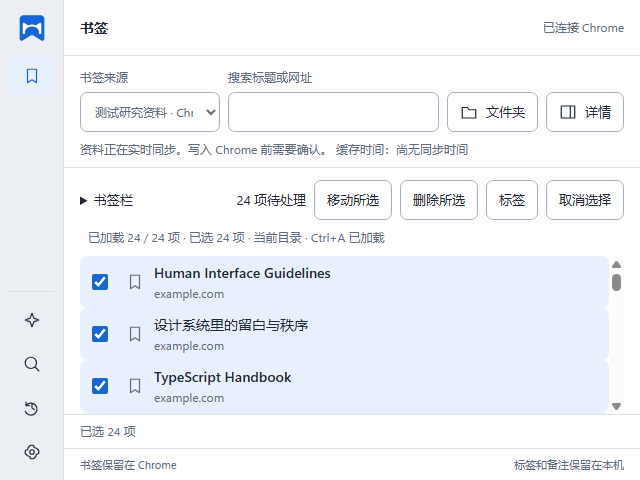 书签
已连接 Chrome
书签来源
搜索标题或网址
测试研究资料 · Chr
文件夹
详情
资料正在实时同步。写入 Chrome 前需要确认。 缓存时间：尚无同步时间
书签栏
24 项待处理
移动所选
删除所选
标签
取消选择
已加载 24 / 24 项 · 已选 24 项 · 当前目录 · Ctrl+A 已加载
Human Interface Guidelines
example.com
设计系统里的留白与秩序
example.com
TypeScript Handbook
example.com
已选 24 项
书签保留在 Chrome
标签和备注保留在本机